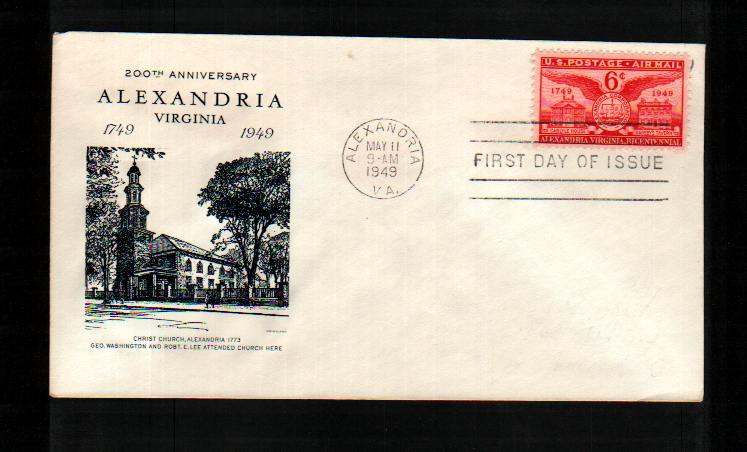 200TH ANNIVERSARY
ALEXANDRIA
VIRGINIA
1749 1949
CHRIST CHURCH, ALEXANDRIA 1773
GEO. WASHINGTON AND ROBT. E. LEE ATTENDED CHURCH HERE
ALEXANDRIA
MAY 11
9-AM
1949
VA.
U.S. POSTAGE · AIR MAIL
6¢
1749 1949
ALEXANDRIA, VIRGINIA, BICENTENNIAL
FIRST DAY OF ISSUE